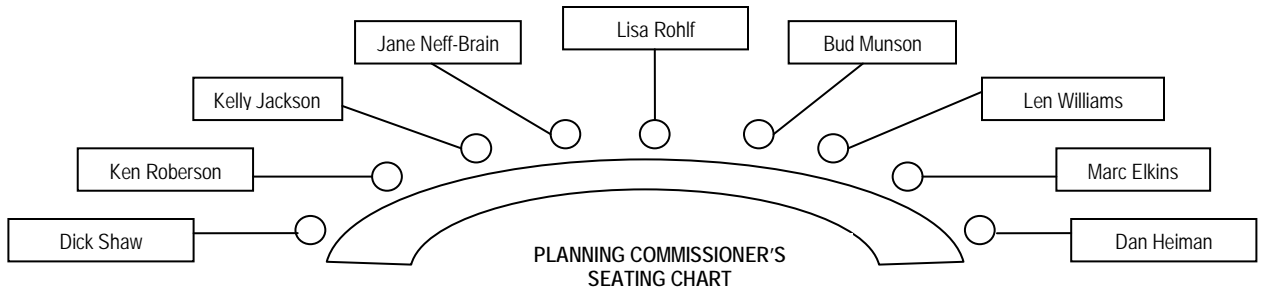 Lisa Rohlf
Jane Neff-Brain
Bud Munson
Kelly Jackson
Len Williams
Ken Roberson
Marc Elkins
Dick Shaw
Dan Heiman
PLANNING COMMISSIONER'S
SEATING CHART